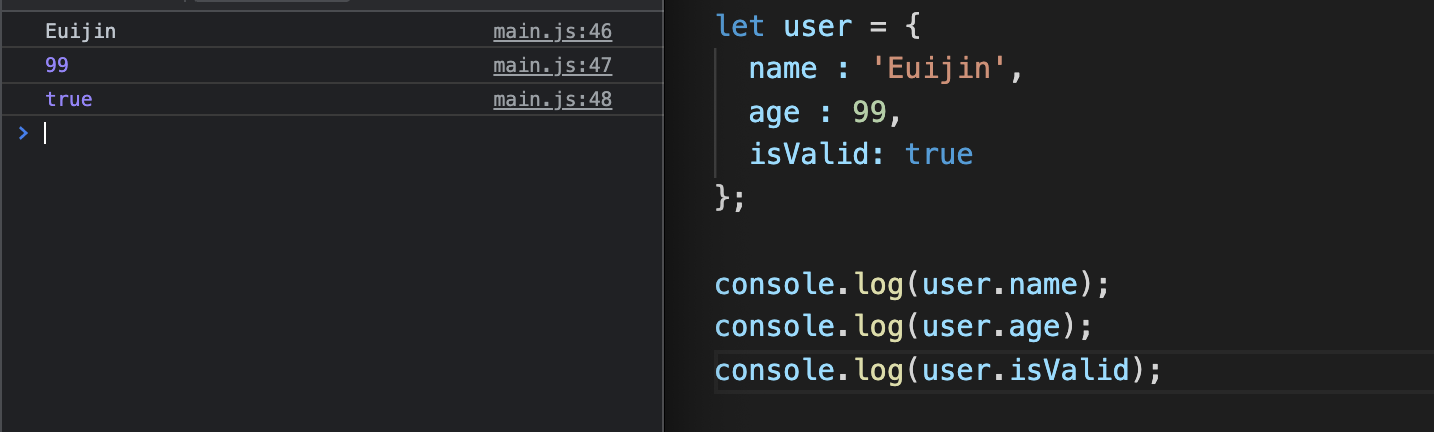 Euijin main.js:46
99 main.js:47
true main.js:48
>
let user = {
  name : 'Euijin',
  age : 99,
  isValid: true
};
console.log(user.name);
console.log(user.age);
console.log(user.isValid);